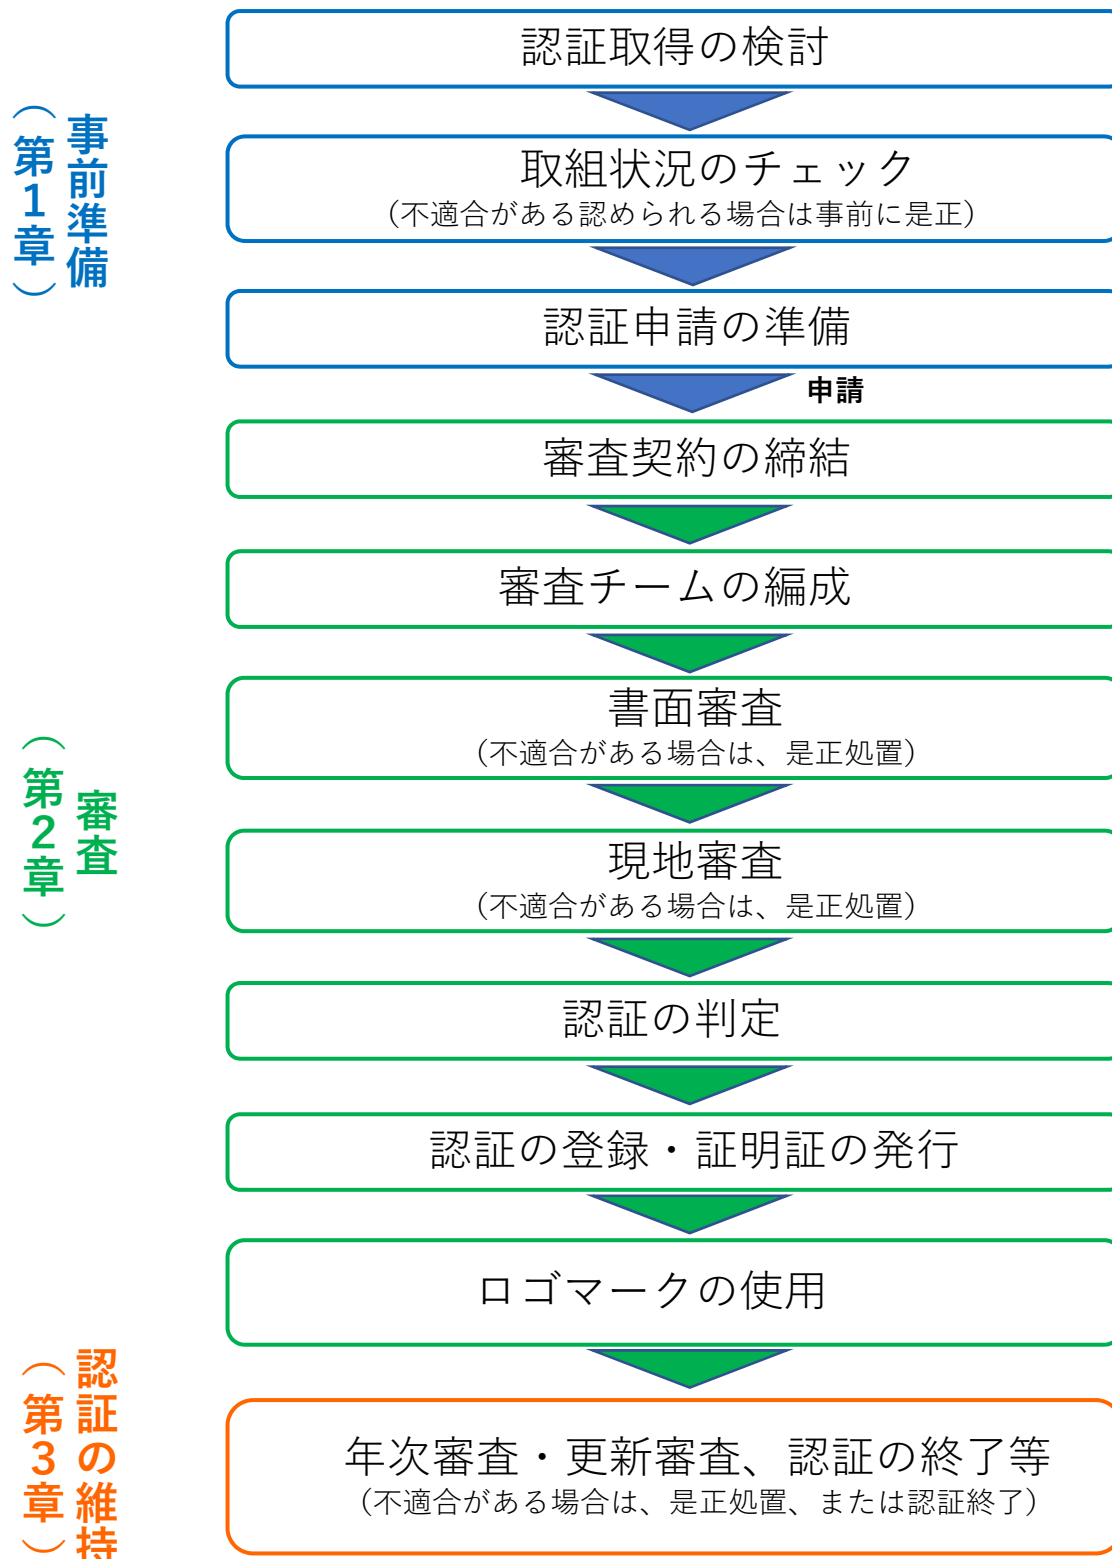 認証取得の検討
事前準備
（第1章）
取組状況のチェック
（不適合がある認められる場合は事前に是正）
認証申請の準備
申請
審査契約の締結
審査チームの編成
書面審査
（不適合がある場合は、是正処置）
審査
（第2章）
現地審査
（不適合がある場合は、是正処置）
認証の判定
認証の登録・証明証の発行
ロゴマークの使用
認証の維持
（第3章）
年次審査・更新審査、認証の終了等
（不適合がある場合は、是正処置、または認証終了）